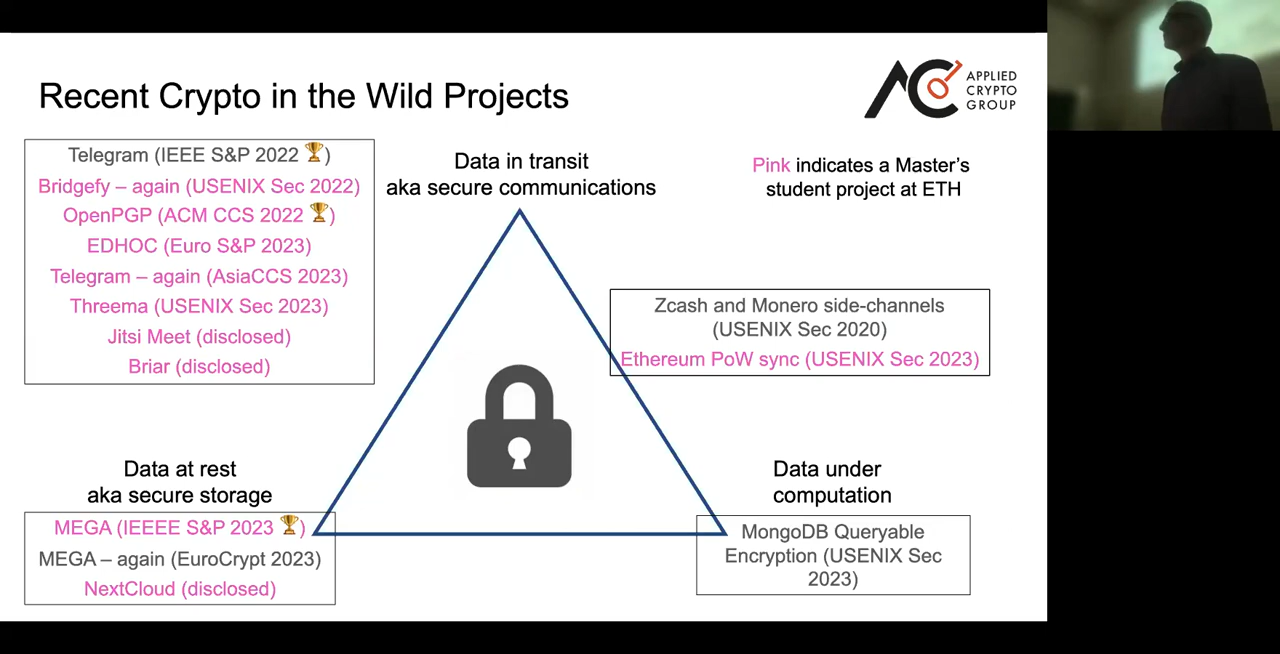 Recent Crypto in the Wild Projects
APPLIED
CRYPTO
GROUP
Telegram (IEEE S&P 2022 🏆)
Bridgefy – again (USENIX Sec 2022)
OpenPGP (ACM CCS 2022 🏆)
EDHOC (Euro S&P 2023)
Telegram – again (AsiaCCS 2023)
Threema (USENIX Sec 2023)
Jitsi Meet (disclosed)
Briar (disclosed)
Data in transit
aka secure communications
Pink indicates a Master's
student project at ETH
Zcash and Monero side-channels
(USENIX Sec 2020)
Ethereum PoW sync (USENIX Sec 2023)
Data at rest
aka secure storage
MEGA (IEEEE S&P 2023 🏆)
MEGA – again (EuroCrypt 2023)
NextCloud (disclosed)
Data under
computation
MongoDB Queryable
Encryption (USENIX Sec
2023)